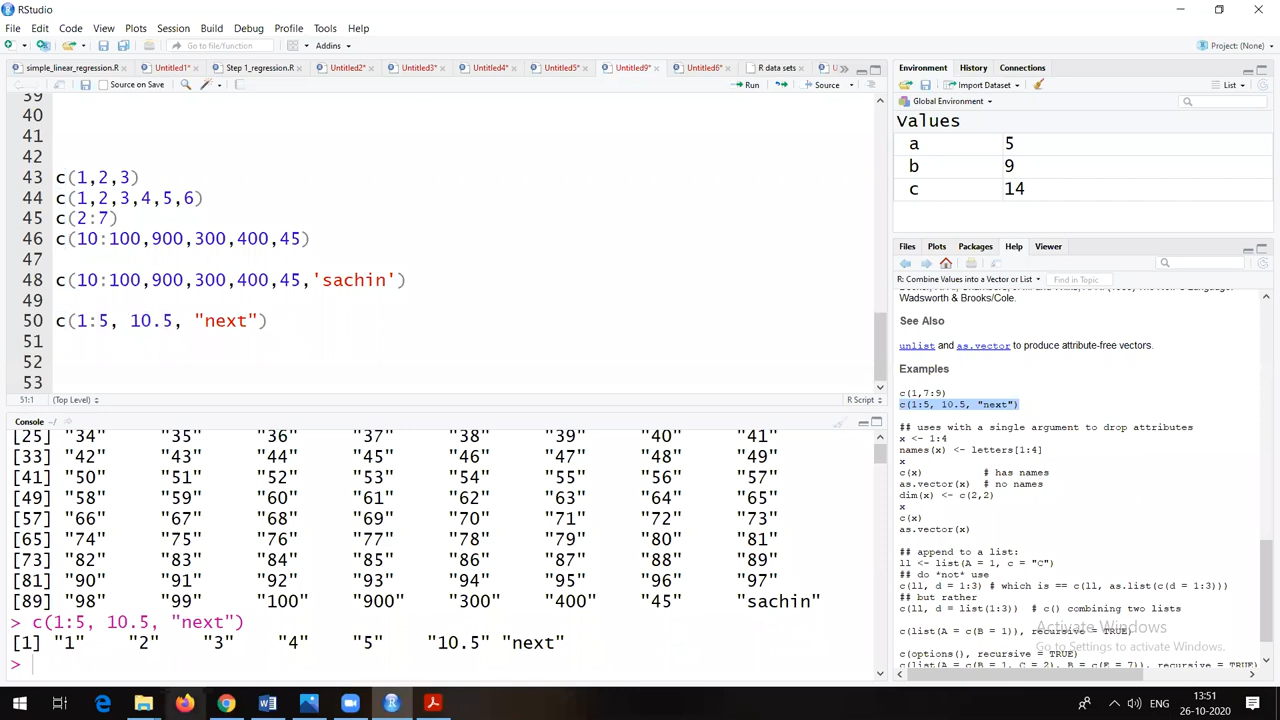 RStudio
File Edit Code View Plots Session Build Debug Profile Tools Help
Go to file/function Addins Project: (None)
simple_linear_regression.R Untitled1* Step 1_regression.R Untitled2* Untitled3* Untitled4* Untitled5* Untitled9* Untitled6* R data sets
Source on Save Run Source
39
40
41
42
43 c(1,2,3)
44 c(1,2,3,4,5,6)
45 c(2:7)
46 c(10:100,900,300,400,45)
47
48 c(10:100,900,300,400,45,'sachin')
49
50 c(1:5, 10.5, "next")
51
52
53
51:1 (Top Level) R Script
Console ~/
[25] "34" "35" "36" "37" "38" "39" "40" "41"
[33] "42" "43" "44" "45" "46" "47" "48" "49"
[41] "50" "51" "52" "53" "54" "55" "56" "57"
[49] "58" "59" "60" "61" "62" "63" "64" "65"
[57] "66" "67" "68" "69" "70" "71" "72" "73"
[65] "74" "75" "76" "77" "78" "79" "80" "81"
[73] "82" "83" "84" "85" "86" "87" "88" "89"
[81] "90" "91" "92" "93" "94" "95" "96" "97"
[89] "98" "99" "100" "900" "300" "400" "45" "sachin"
> c(1:5, 10.5, "next")
[1] "1" "2" "3" "4" "5" "10.5" "next"
>
Environment History Connections
Import Dataset List
Global Environment
Values
a 5
b 9
c 14
Files Plots Packages Help Viewer
R: Combine Values into a Vector or List Find in Topic
Wadsworth & Brooks/Cole.
See Also
unlist and as.vector to produce attribute-free vectors.
Examples
c(1,7:9)
c(1:5, 10.5, "next")
## uses with a single argument to drop attributes
x <- 1:4
names(x) <- letters[1:4]
x
c(x) # has names
as.vector(x) # no names
dim(x) <- c(2,2)
x
c(x)
as.vector(x)
## append to a list:
ll <- list(A = 1, c = "C")
## do *not* use
c(ll, d = 1:3) # which is == c(ll, as.list(c(d = 1:3)))
## but rather
c(ll, d = list(1:3)) # c() combining two lists
c(list(A = c(B = 1)), recursive = TRUE)
c(options(), recursive = TRUE)
c(list(A = c(B = 1, C = 2), B = c(E = 7)), recursive = TRUE)
Activate Windows
Go to Settings to activate Windows.
ENG
13:51
26-10-2020